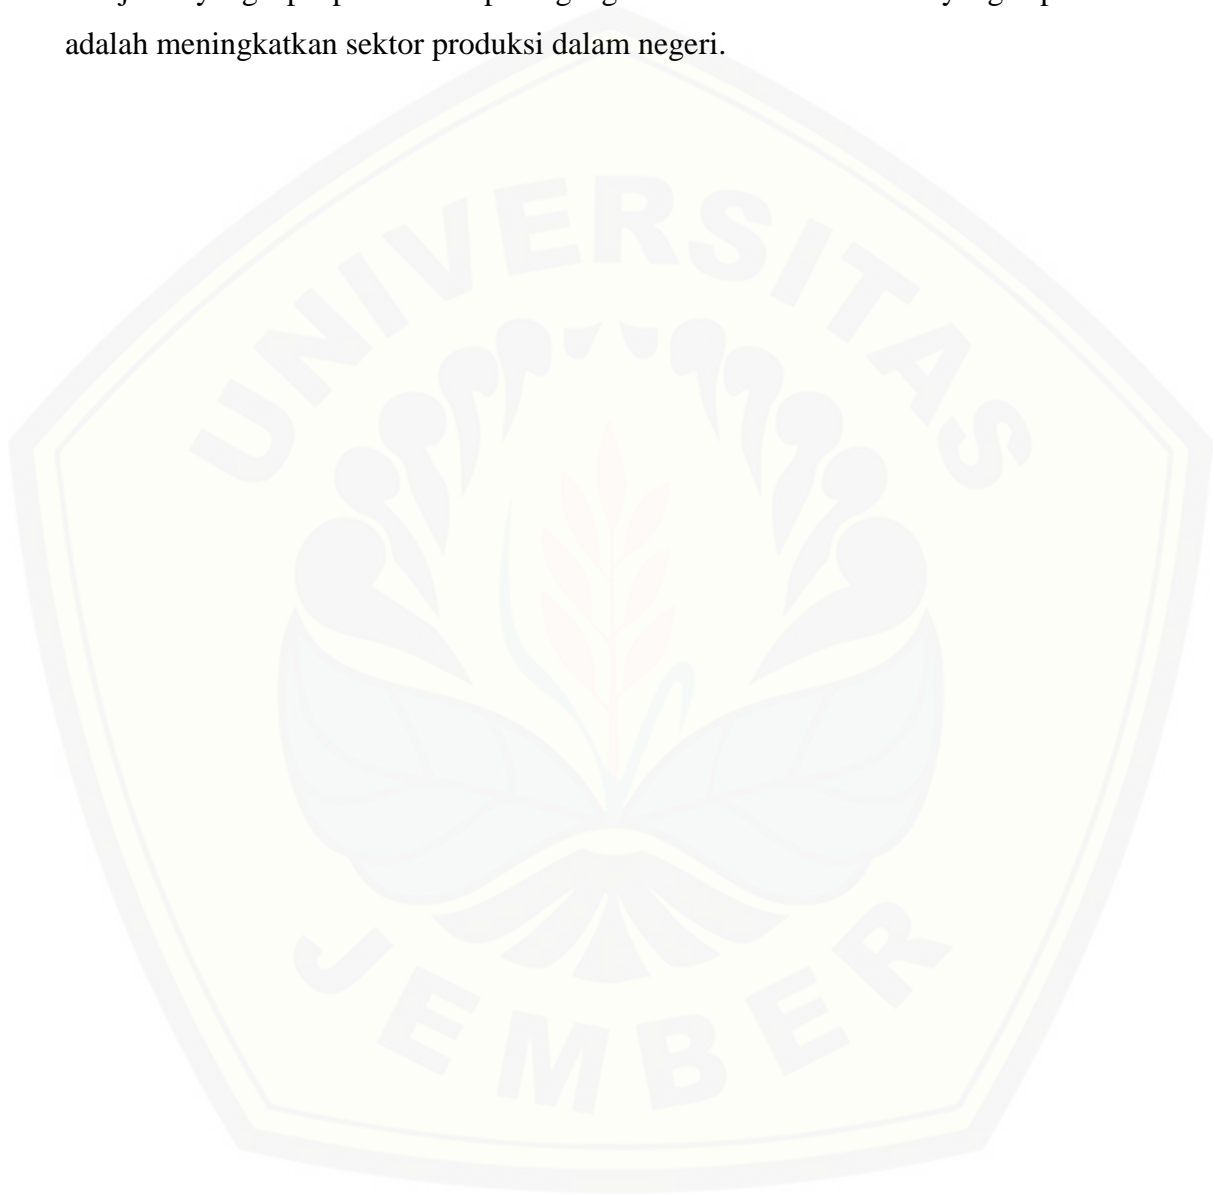 adalah meningkatkan sektor produksi dalam negeri.
UNIVERSITAS
JEMBER